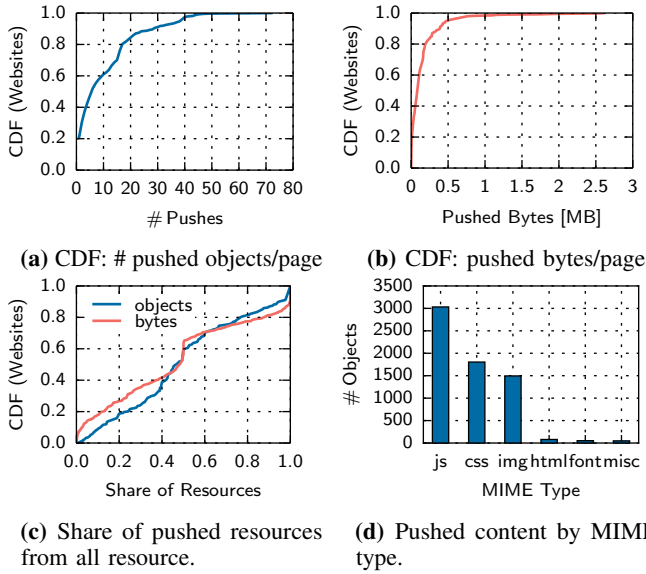 1.0
0.8
0.6
0.4
0.2
0.0
CDF (Websites)
0 10 20 30 40 50 60 70 80
# Pushes
(a) CDF: # pushed objects/page
1.0
0.8
0.6
0.4
0.2
0.0
CDF (Websites)
0 0.5 1 1.5 2 2.5 3
Pushed Bytes [MB]
(b) CDF: pushed bytes/page
1.0
0.8
0.6
0.4
0.2
0.0
CDF (Websites)
objects
bytes
0.0 0.2 0.4 0.6 0.8 1.0
Share of Resources
(c) Share of pushed resources
from all resource.
3500
3000
2500
2000
1500
1000
500
0
# Objects
js css img html font misc
MIME Type
(d) Pushed content by MIME
type.